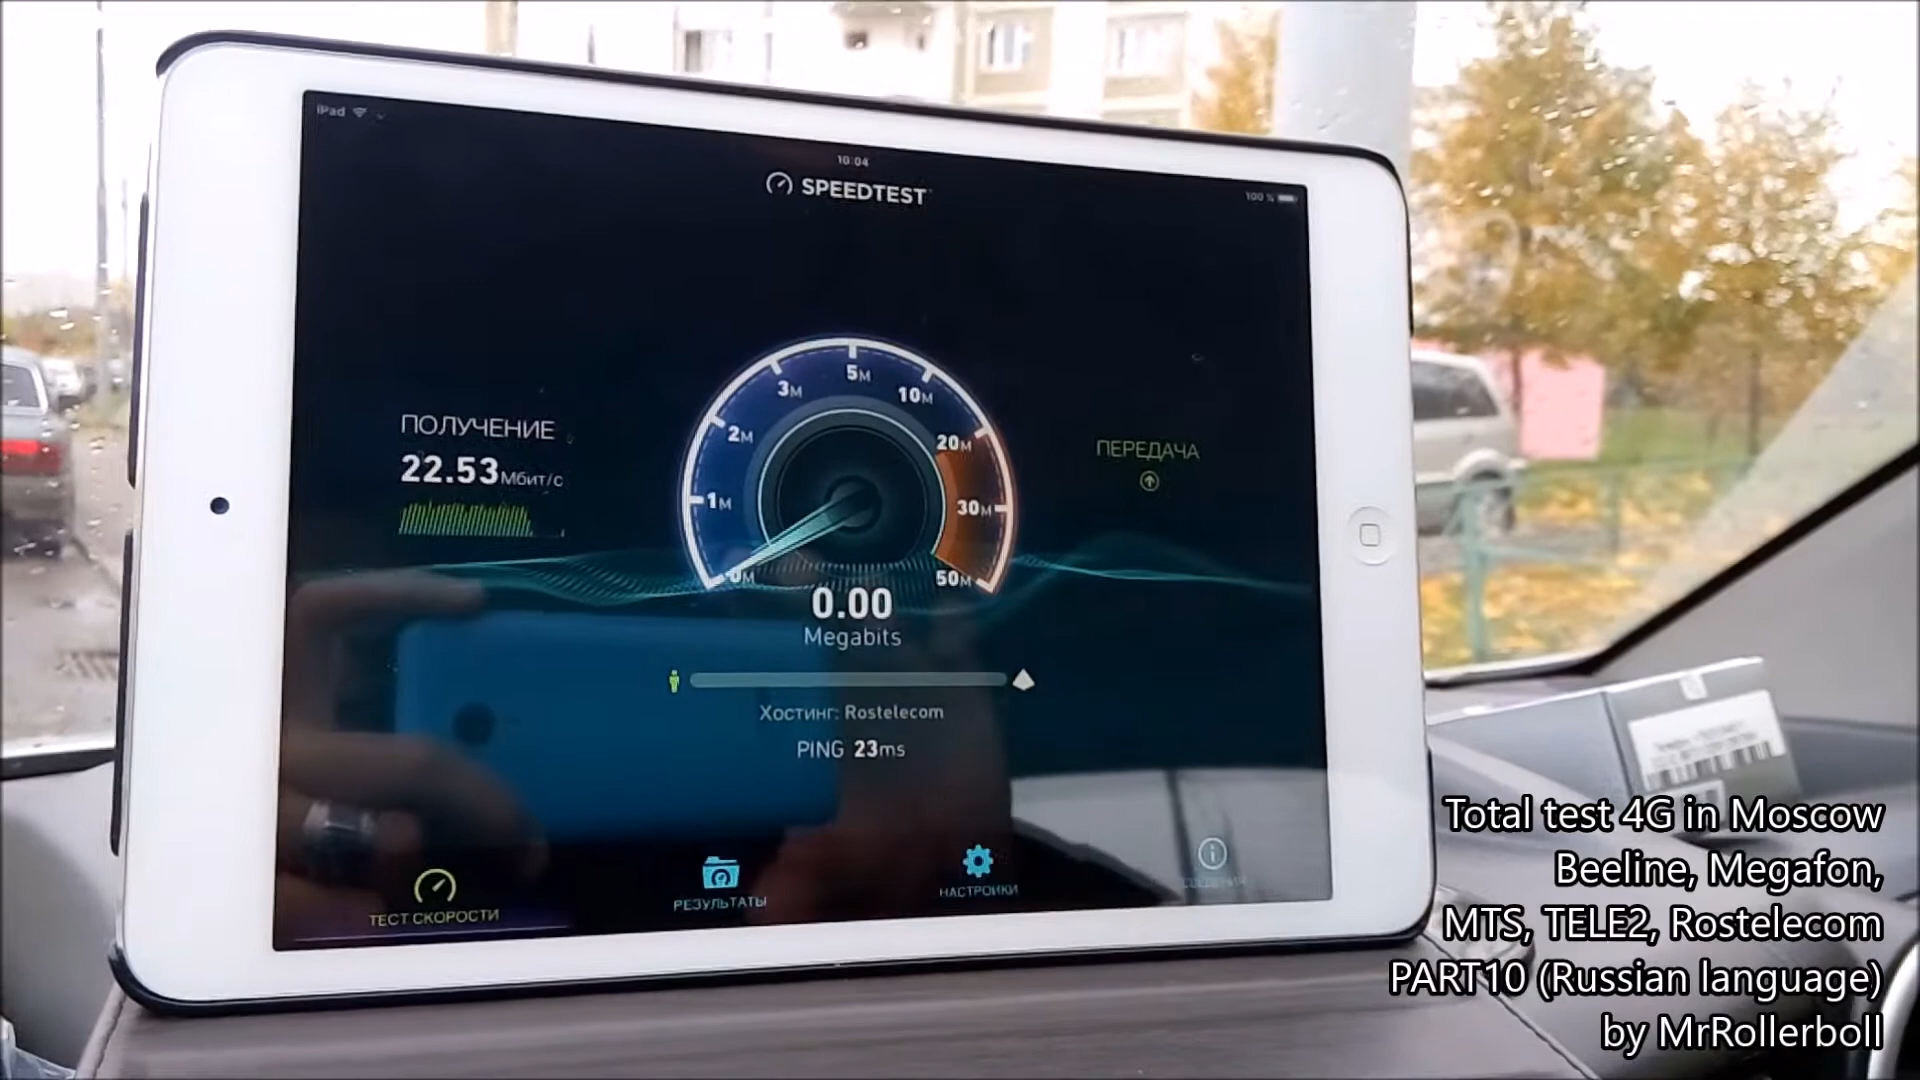 iPad
10:04
100 %
SPEEDTEST
ПОЛУЧЕНИЕ
22.53 Мбит/с
0M
1M
2M
3M
5M
10M
20M
30M
50M
ПЕРЕДАЧА
0.00
Megabits
Хостинг: Rostelecom
PING 23ms
ТЕСТ СКОРОСТИ
РЕЗУЛЬТАТЫ
НАСТРОЙКИ
Total test 4G in Moscow
Beeline, Megafon,
MTS, TELE2, Rostelecom
PART10 (Russian language)
by MrRollerboll